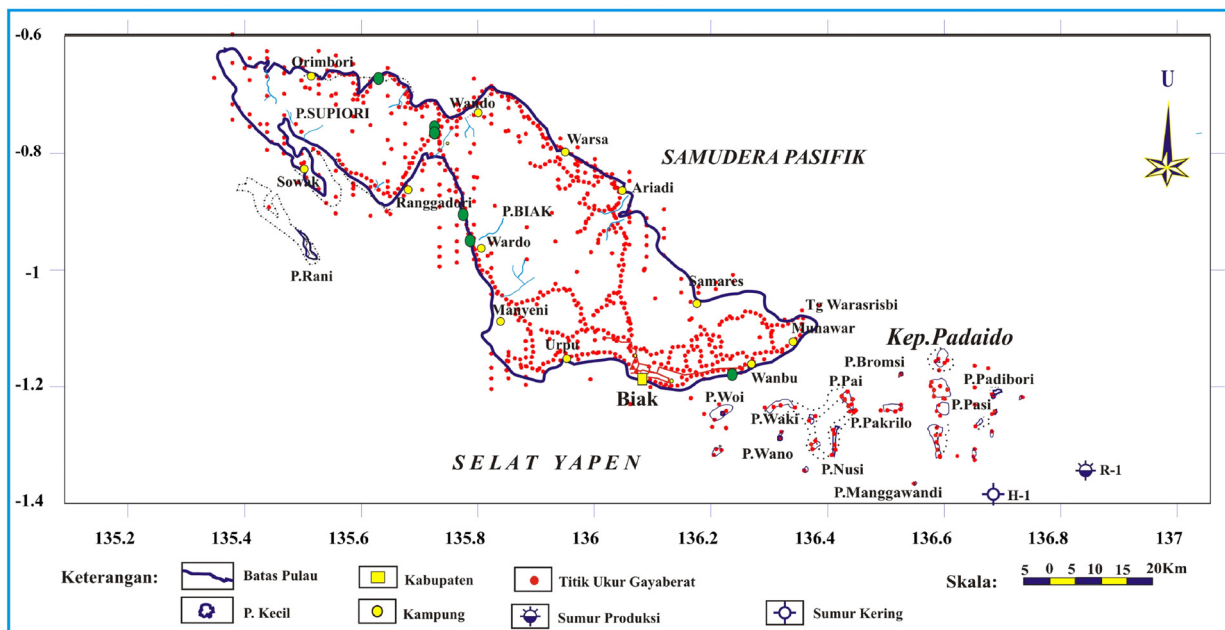 -0.6
U
Orimbori
Wando
P.SUPIORI
-0.8
Warsa
SAMUDERA PASIFIK
Sowak
Ariadi
Ranggadori
P.BIAK
Wardo
-1
P.Rani
Samares
Tg Warasrisbi
Manyeni
Munawar
Kep.Padaido
Urpu
P.Bromsi
Wanbu
P.Pai
P.Padibori
-1.2
Biak
P.Woi
P.Pasi
P.Waki
P.Pakrilo
SELAT YAPEN
P.Wano
P.Nusi
R-1
P.Manggawandi
H-1
-1.4
135.2 135.4 135.6 135.8 136 136.2 136.4 136.6 136.8 137
Keterangan: Batas Pulau Kabupaten Titik Ukur Gayaberat Skala: 5 0 5 10 15 20Km
P. Kecil Kampung Sumur Produksi Sumur Kering